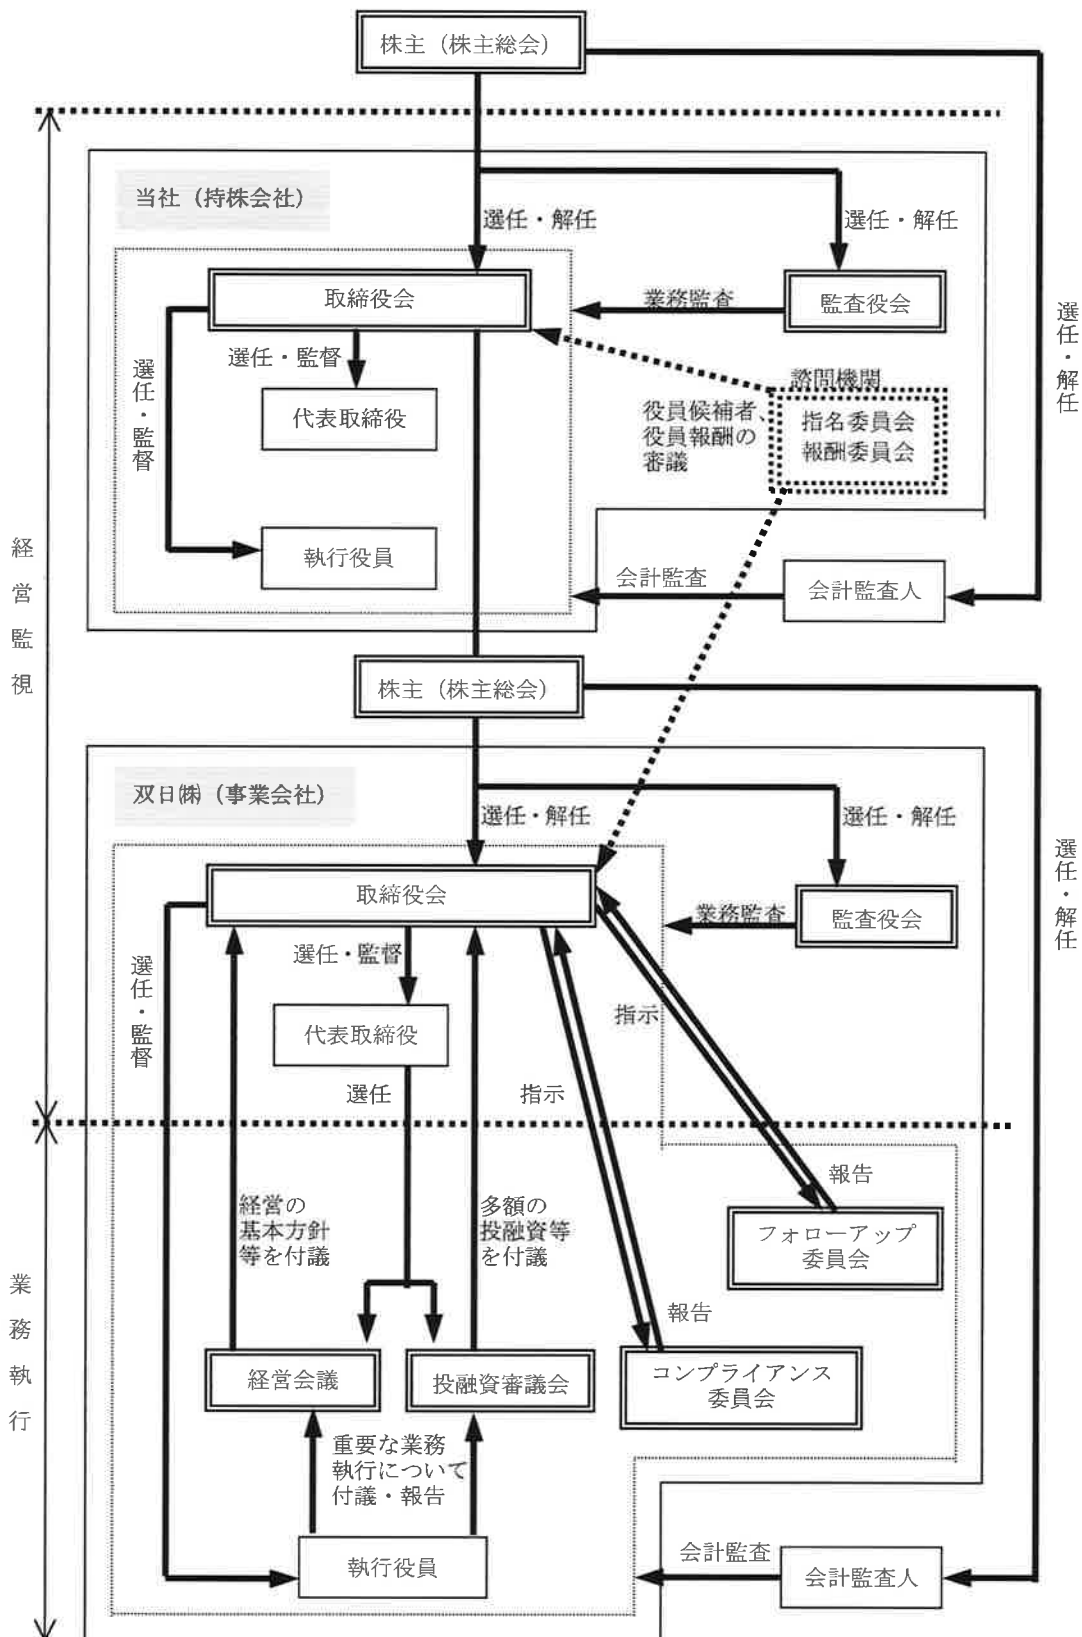 株主（株主総会）
当社（持株会社）
選任・解任
選任・解任
取締役会
業務監査
監査役会
選任・解任
選任・監督
選任・監督
代表取締役
諮問機関
役員候補者、
役員報酬の
審議
指名委員会
報酬委員会
執行役員
会計監査
会計監査人
経営監視
株主（株主総会）
双日㈱（事業会社）
選任・解任
選任・解任
取締役会
業務監査
監査役会
選任・解任
選任・監督
選任・監督
代表取締役
指示
選任
指示
経営の
基本方針
等を付議
多額の
投融資等
を付議
報告
フォローアップ
委員会
報告
業務執行
経営会議
投融資審議会
コンプライアンス
委員会
重要な業務
執行について
付議・報告
執行役員
会計監査
会計監査人